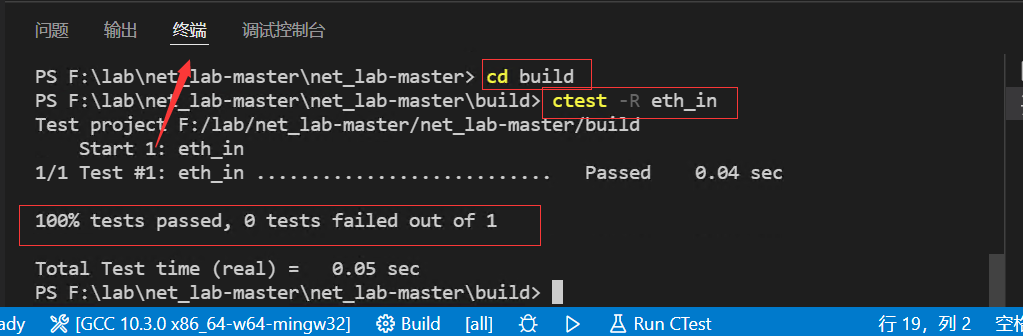 问题 输出 终端 调试控制台
PS F:\lab\net_lab-master\net_lab-master> cd build
PS F:\lab\net_lab-master\net_lab-master\build> ctest -R eth_in
Test project F:/lab/net_lab-master/net_lab-master/build
    Start 1: eth_in
1/1 Test #1: eth_in ........................... Passed 0.04 sec
100% tests passed, 0 tests failed out of 1
Total Test time (real) = 0.05 sec
PS F:\lab\net_lab-master\net_lab-master\build>
ady [GCC 10.3.0 x86_64-w64-mingw32] Build [all] Run CTest 行 19，列 2 空格